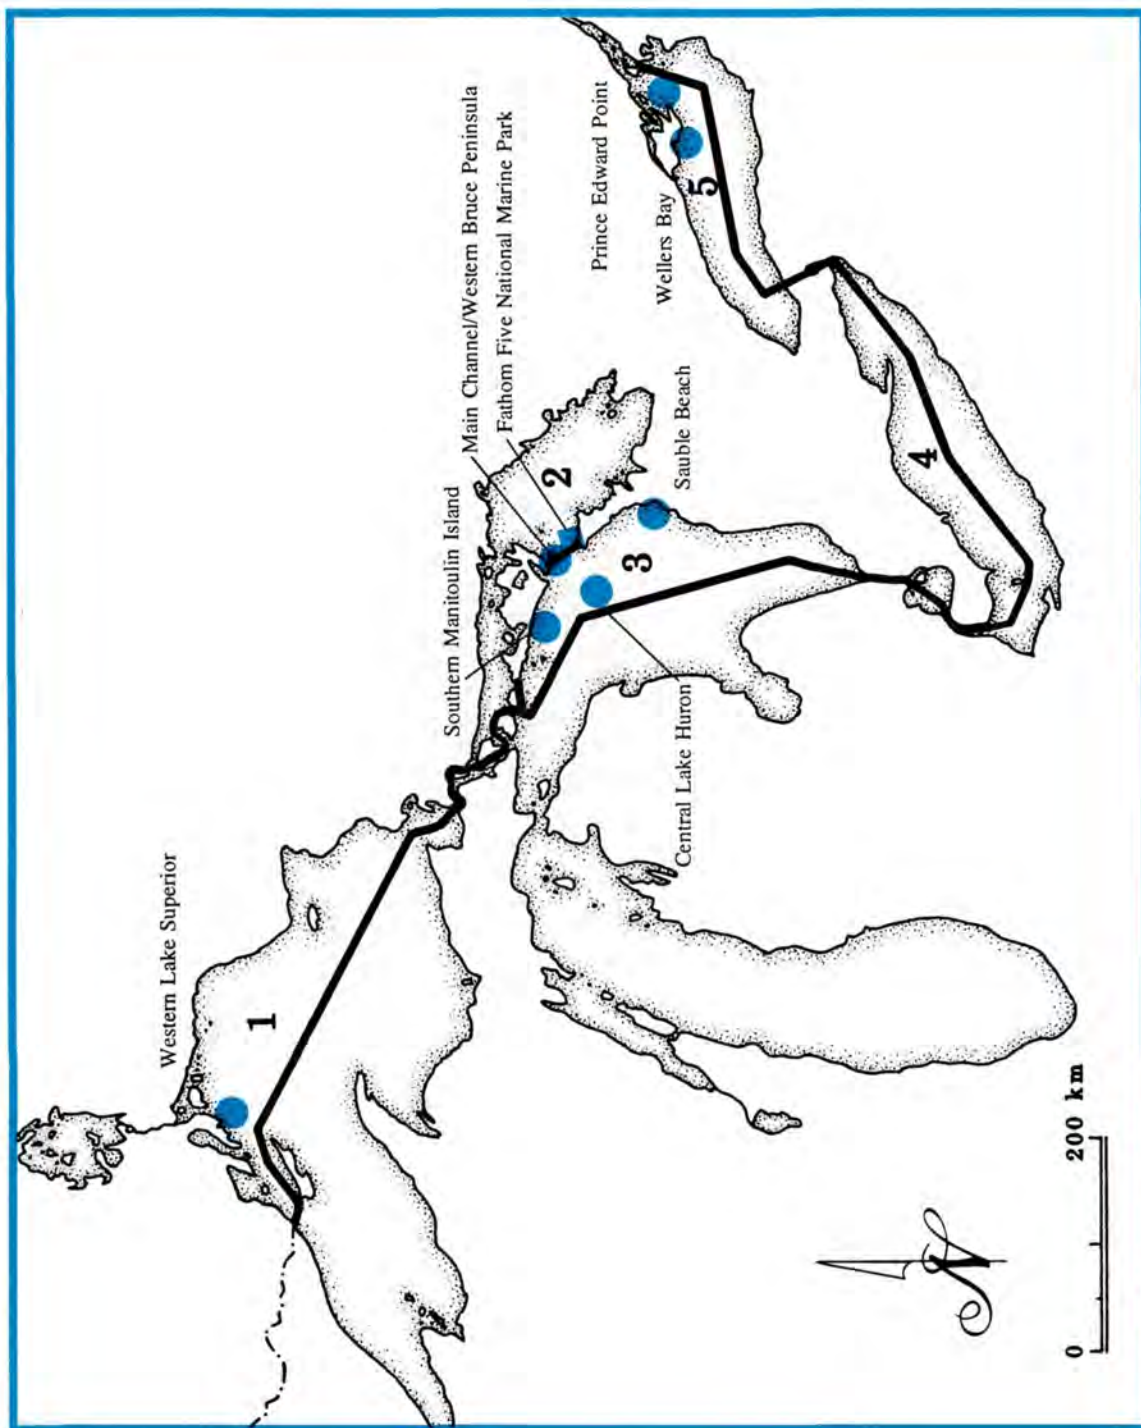 Western Lake Superior
Southern Manitoulin Island
Main Channel/Western Bruce Peninsula
Fathom Five National Marine Park
Prince Edward Point
Wellers Bay
Sauble Beach
Central Lake Huron
1
2
3
4
5
N
0 200 km